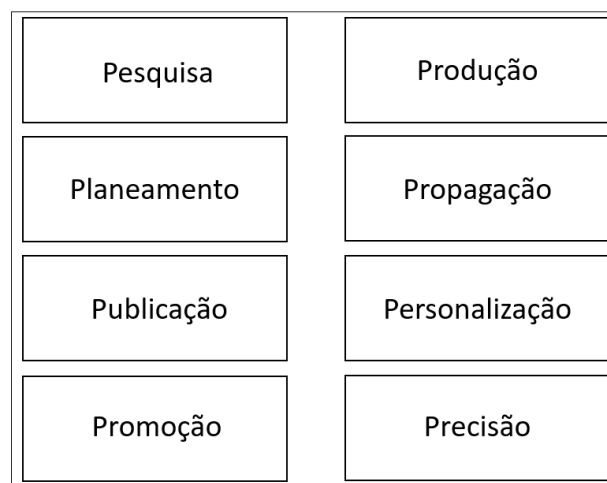 Pesquisa
Produção
Planeamento
Propagação
Publicação
Personalização
Promoção
Precisão